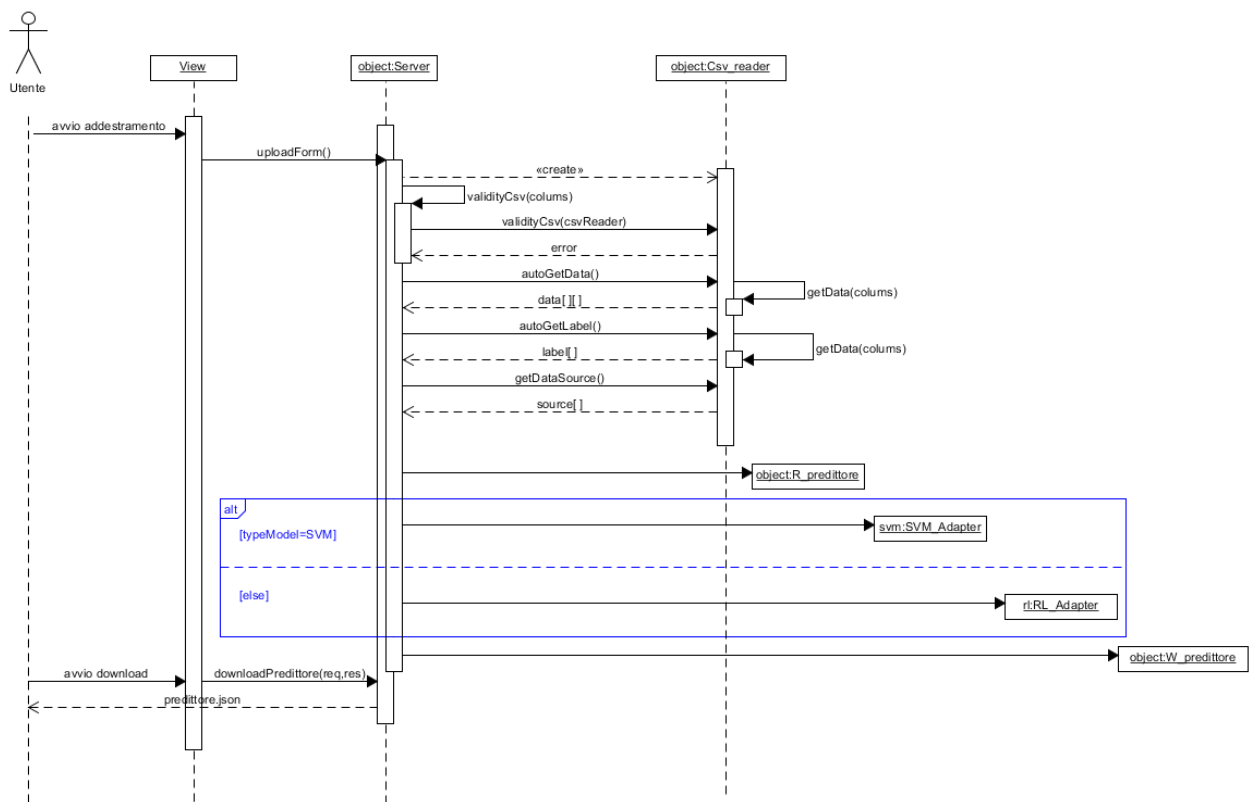 Utente
View
object:Server
object:Csv_reader
avvio addestramento
uploadForm()
«create»
validityCsv(colums)
validityCsv(csvReader)
error
autoGetData()
getData(colums)
data[ ][ ]
autoGetLabel()
getData(colums)
label[ ]
getDataSource()
source[ ]
object:R_predittore
alt
[typeModel=SVM]
svm:SVM_Adapter
[else]
rl:RL_Adapter
object:W_predittore
avvio download
downloadPredittore(req,res)
predittore.json